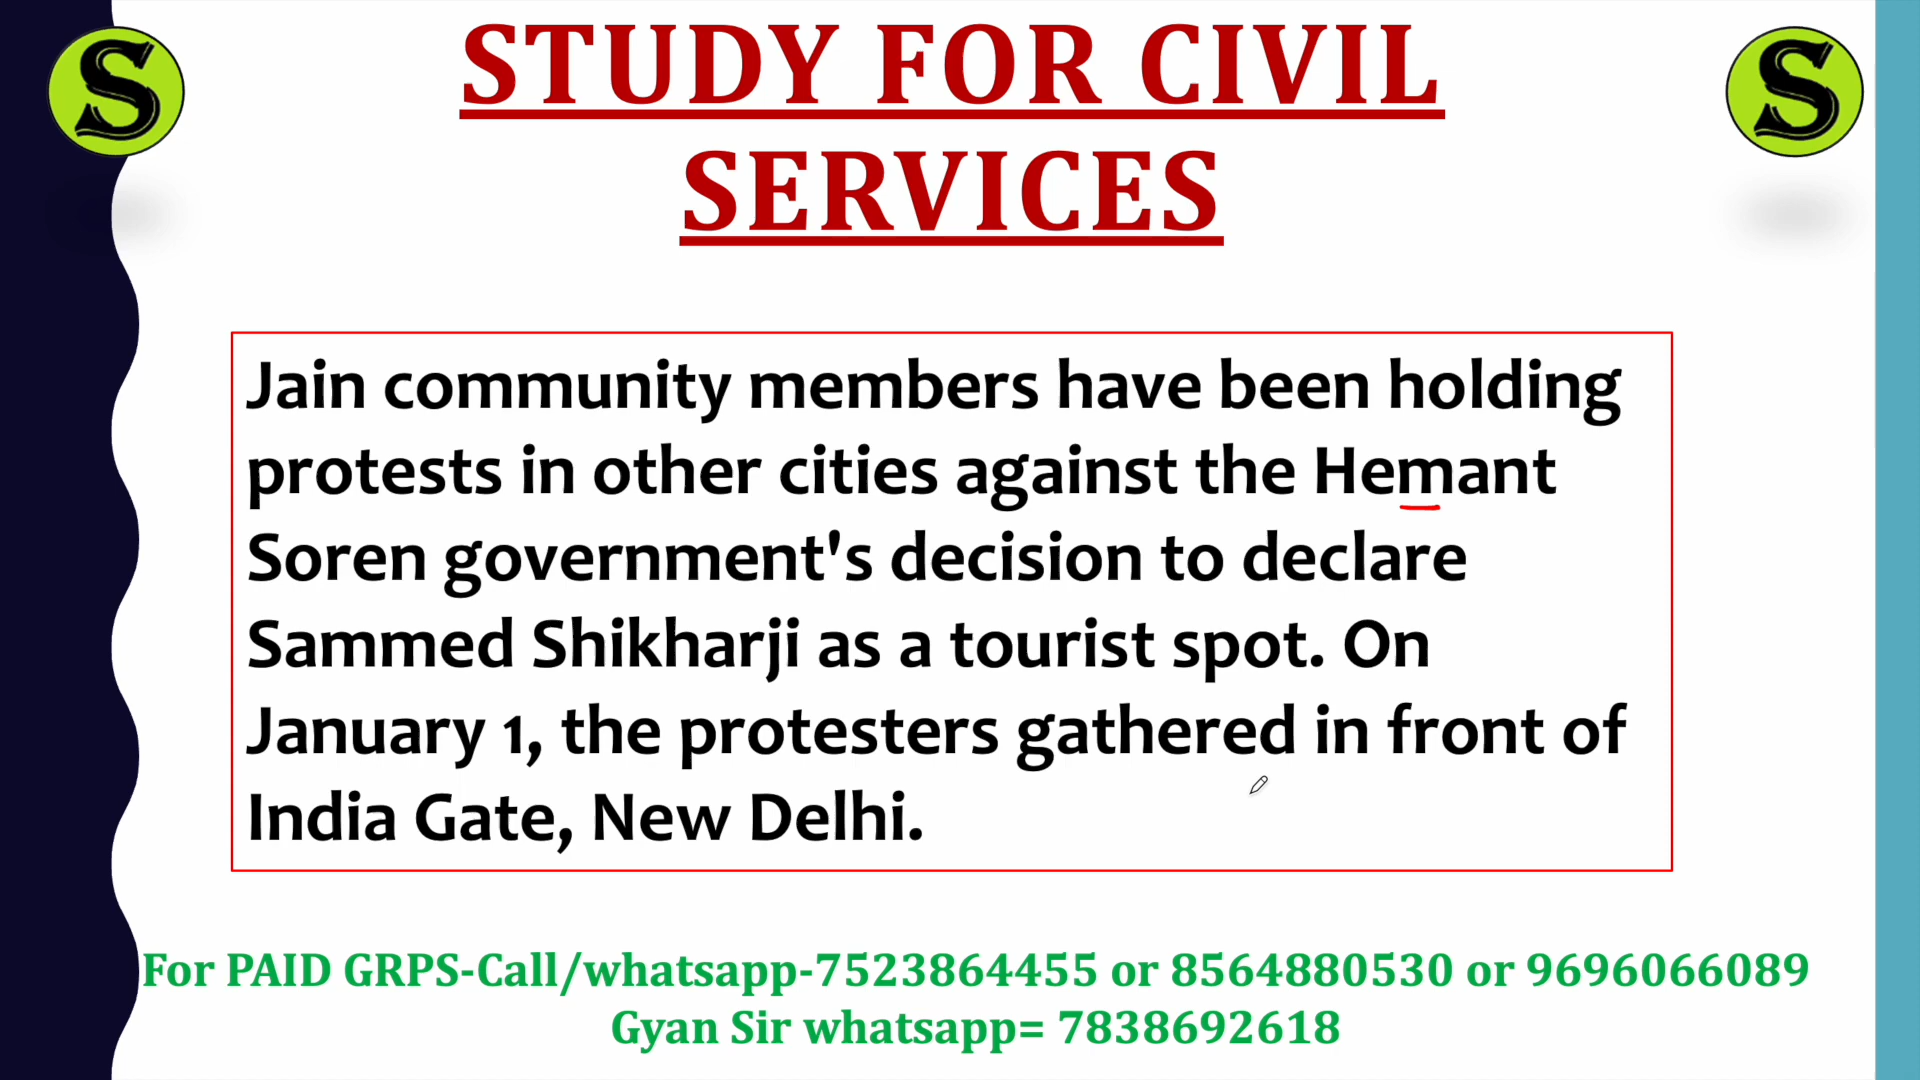 S
S
STUDY FOR CIVIL
SERVICES
Jain community members have been holding
protests in other cities against the Hemant
Soren government's decision to declare
Sammed Shikharji as a tourist spot. On
January 1, the protesters gathered in front of
India Gate, New Delhi.
For PAID GRPS-Call/whatsapp-7523864455 or 8564880530 or 9696066089
Gyan Sir whatsapp= 7838692618